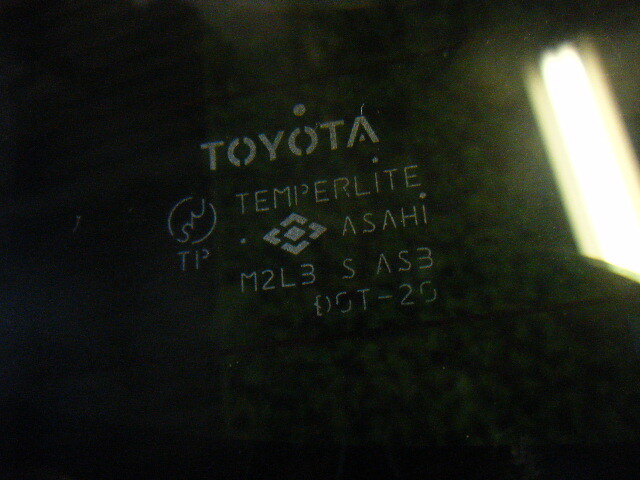 TOYOTA
TEMPERLITE
ASAHI
TP
M2L3 S AS3
DOT-20